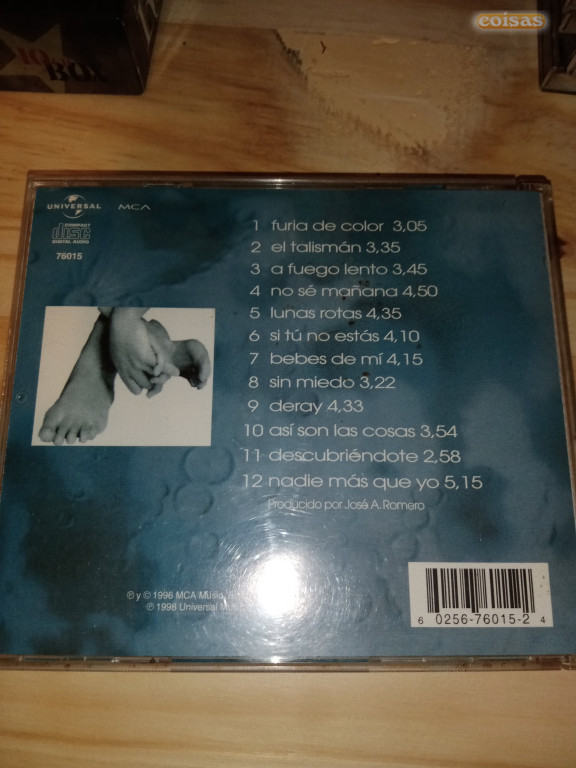 coisas
10 BOX
UNIVERSAL MCA
COMPACT
disc
DIGITAL AUDIO
76015
1 furia de color 3,05
2 el talismán 3,35
3 a fuego lento 3,45
4 no sé mañana 4,50
5 lunas rotas 4,35
6 si tú no estás 4,10
7 bebes de mí 4,15
8 sin miedo 3,22
9 deray 4,33
10 así son las cosas 3,54
11 descubriéndote 2,58
12 nadie más que yo 5,15
Producido por José A. Romero
℗ y © 1996 MCA Music,
℗ 1998 Universal
6 0256-76015-2 4